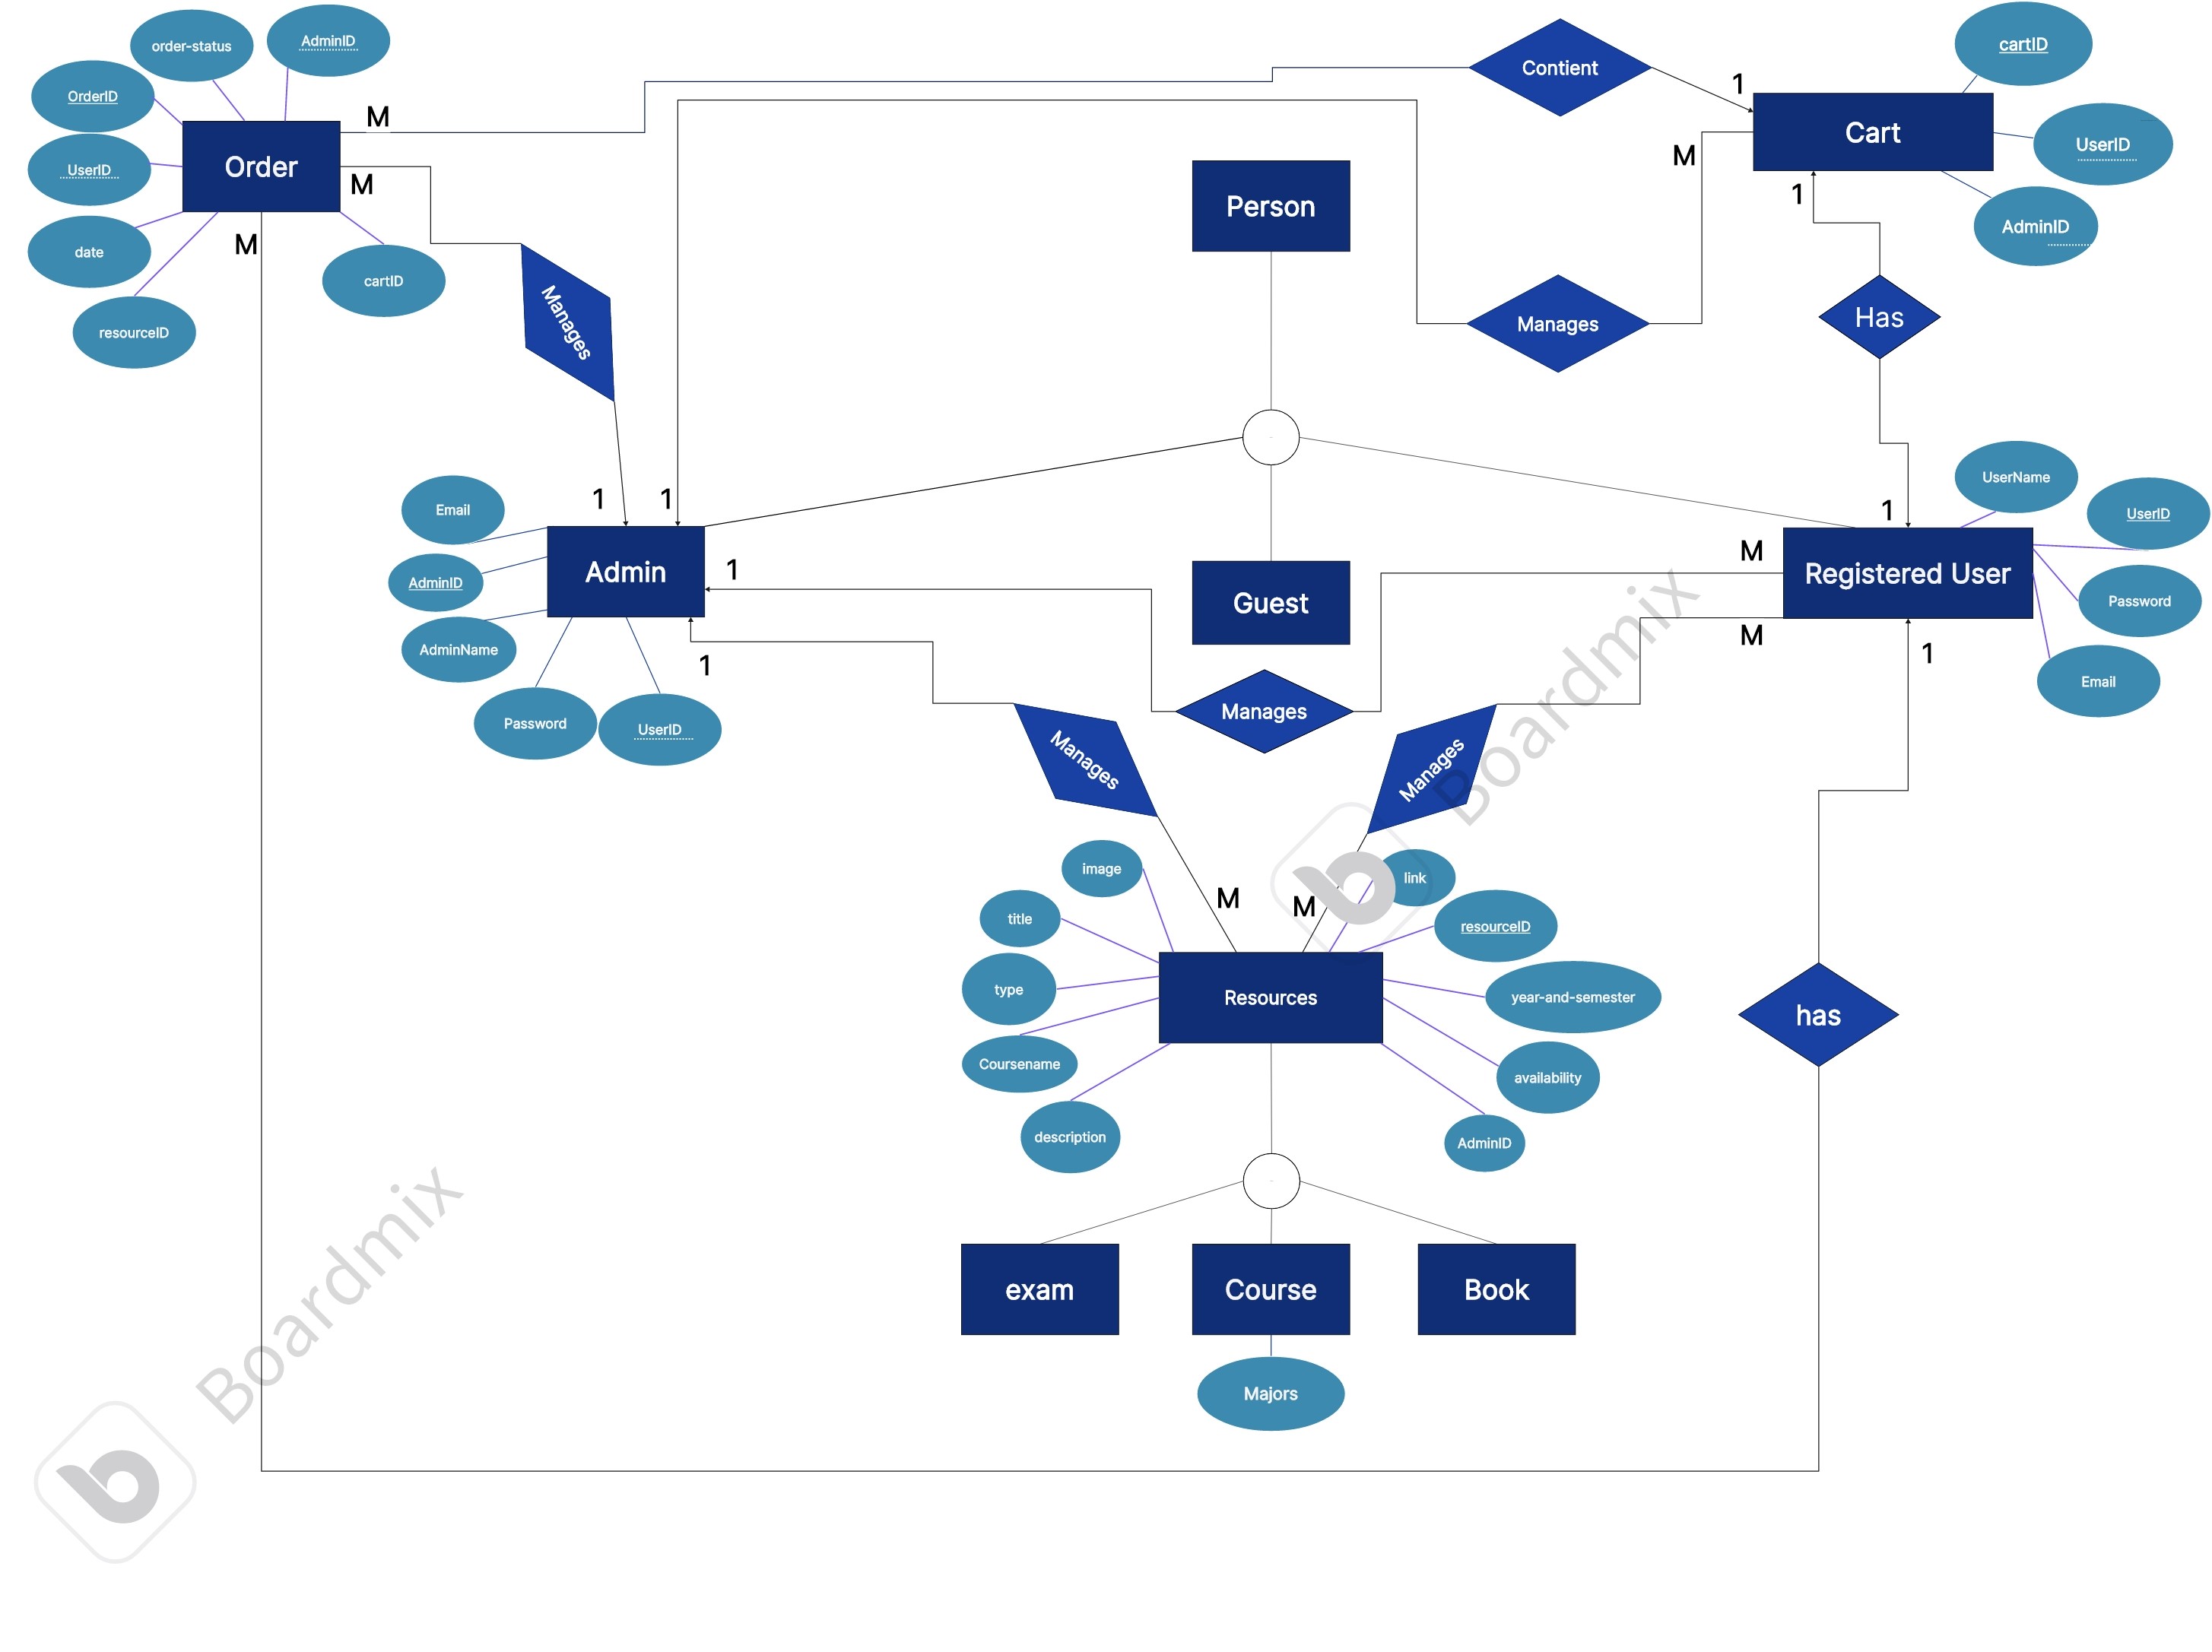 order-status
AdminID
OrderID
UserID
date
resourceID
cartID
Order
M
M
M
Contient
1
cartID
Cart
UserID
AdminID
M
1
Person
Manages
Manages
Has
1
1
1
Email
AdminID
AdminName
Password
UserID
Admin
1
1
Guest
M
M
1
Registered User
UserName
UserID
Password
Email
Manages
Manages
Manages
Boardmix
M
M
image
link
title
resourceID
type
year-and-semester
Resources
Coursename
availability
description
AdminID
has
exam
Course
Book
Majors
Boardmix